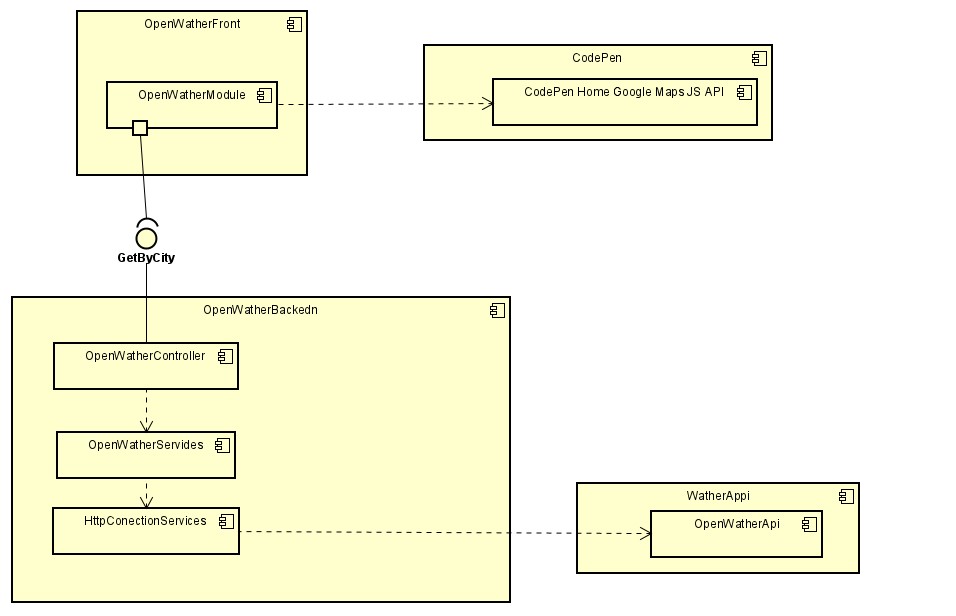 OpenWatherFront
OpenWatherModule
CodePen
CodePen Home Google Maps JS API
GetByCity
OpenWatherBackedn
OpenWatherController
OpenWatherServides
HttpConectionServices
WatherAppi
OpenWatherApi